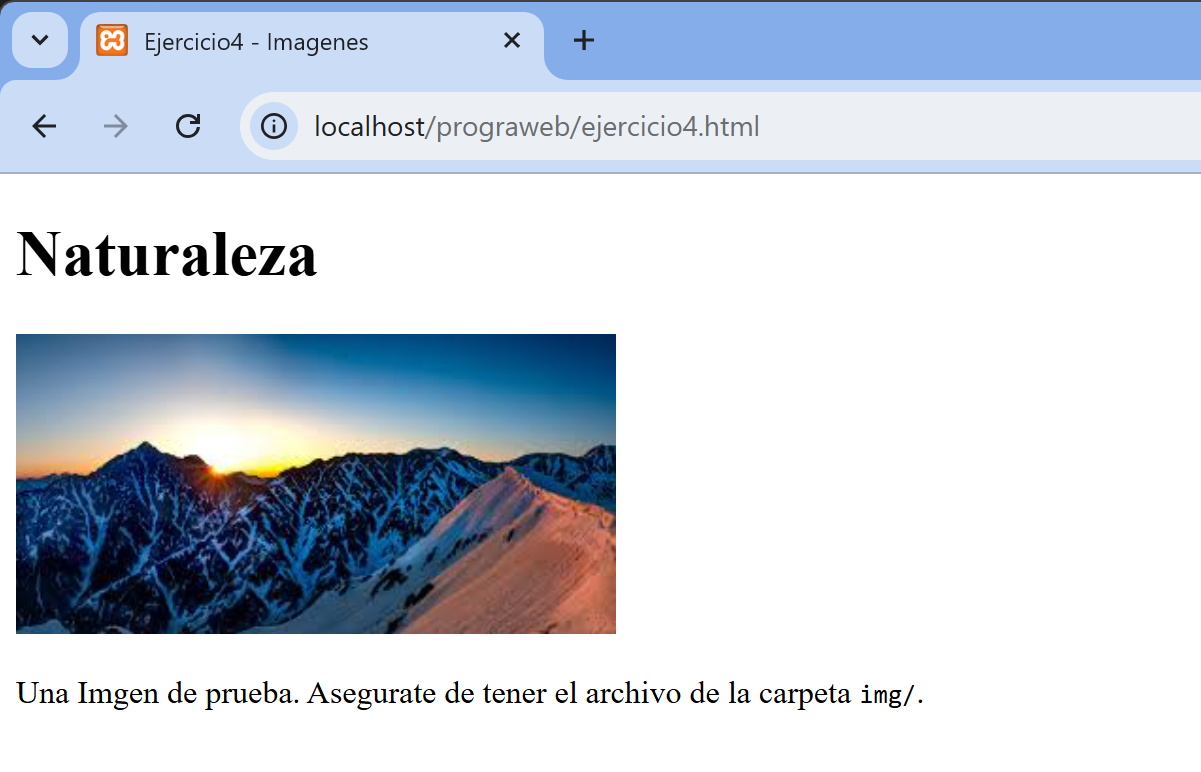 Ejercicio4 - Imagenes
localhost/prograweb/ejercicio4.html
Naturaleza
Una Imgen de prueba. Asegurate de tener el archivo de la carpeta img/.